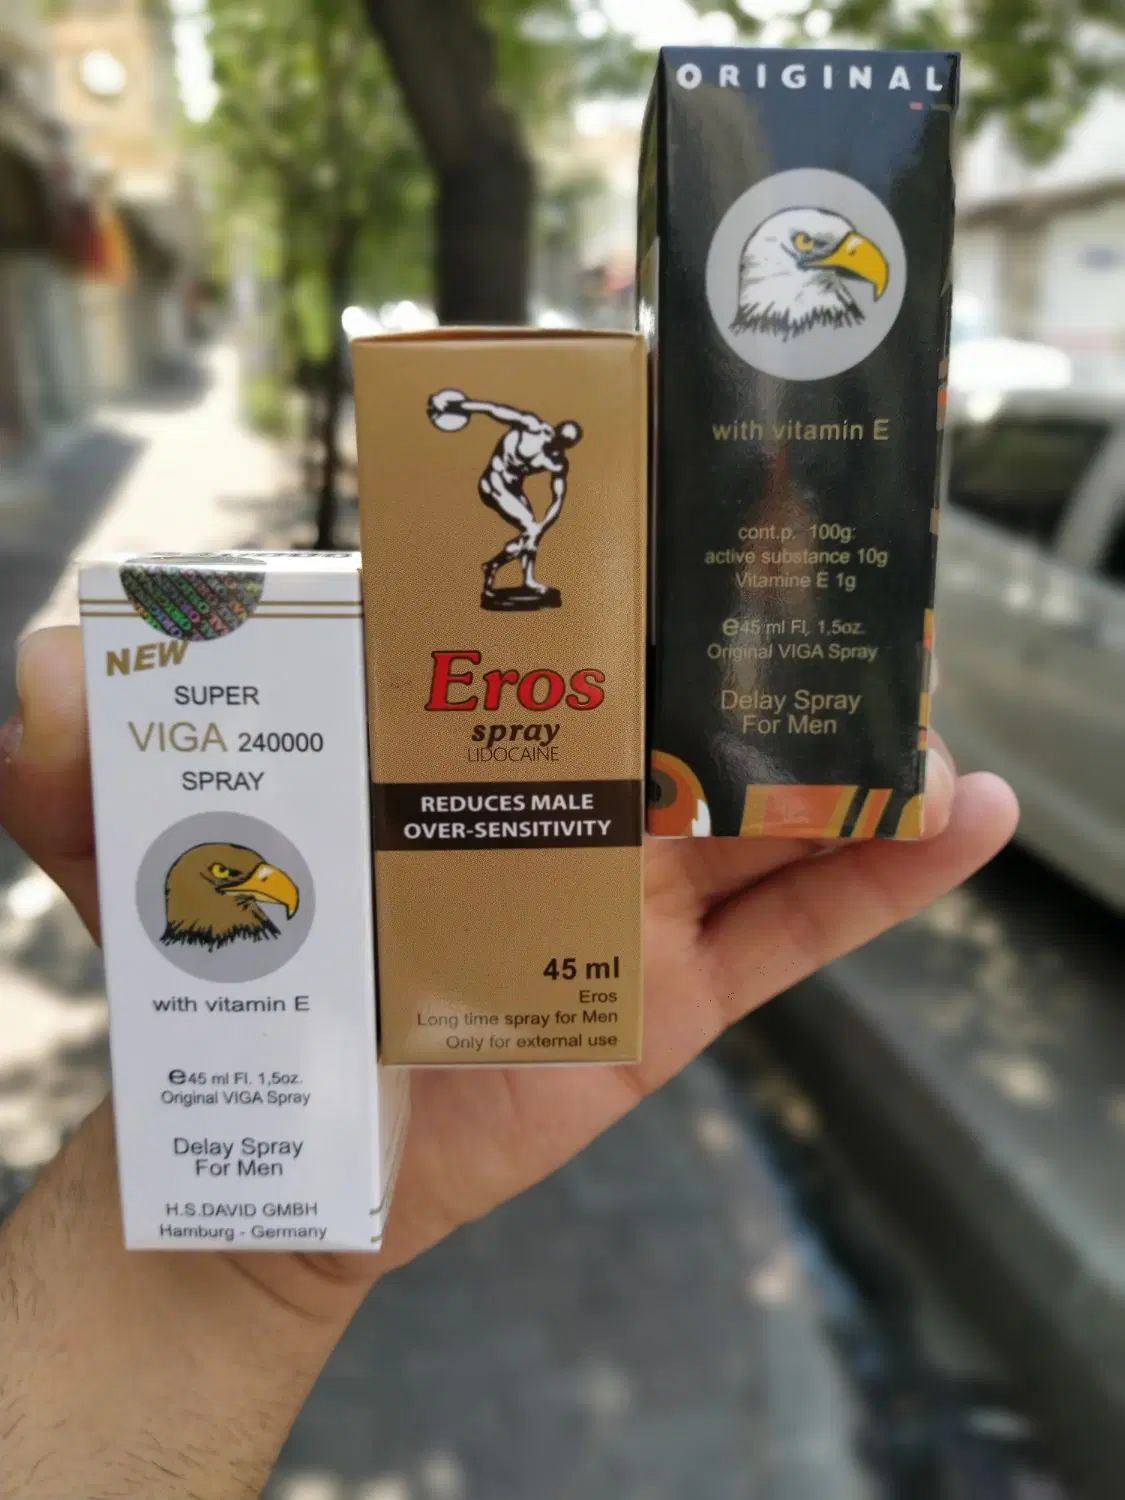 NEW
SUPER
VIGA 240000
SPRAY
with vitamin E
e45 ml Fl. 1,5oz.
Original VIGA Spray
Delay Spray
For Men
H.S.DAVID GMBH
Hamburg - Germany
Eros
spray
LIDOCAINE
REDUCES MALE
OVER-SENSITIVITY
45 ml
Eros
Long time spray for Men
Only for external use
ORIGINAL
with vitamin E
cont.p. 100g:
active substance 10g
Vitamine E 1g
e45 ml Fl. 1,5oz.
Original VIGA Spray
Delay Spray
For Men